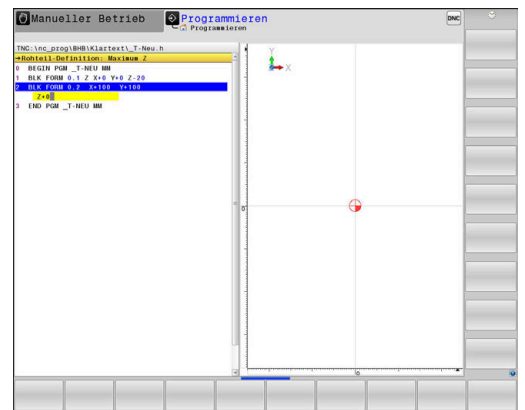 Manueller Betrieb
Programmieren
Programmieren
DNC
TNC:\nc_prog\BHB\Klartext\_T-Neu.h
→Rohteil-Definition: Maximum Z
0 BEGIN PGM _T-NEU MM
1 BLK FORM 0.1 Z X+0 Y+0 Z-20
2 BLK FORM 0.2 X+100 Y+100
Z+0
3 END PGM _T-NEU MM
Y
X
0
0